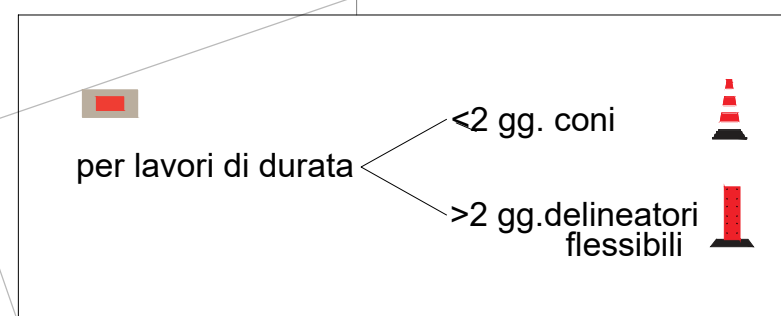 <2 gg. coni
per lavori di durata
>2 gg.delineatori
flessibili